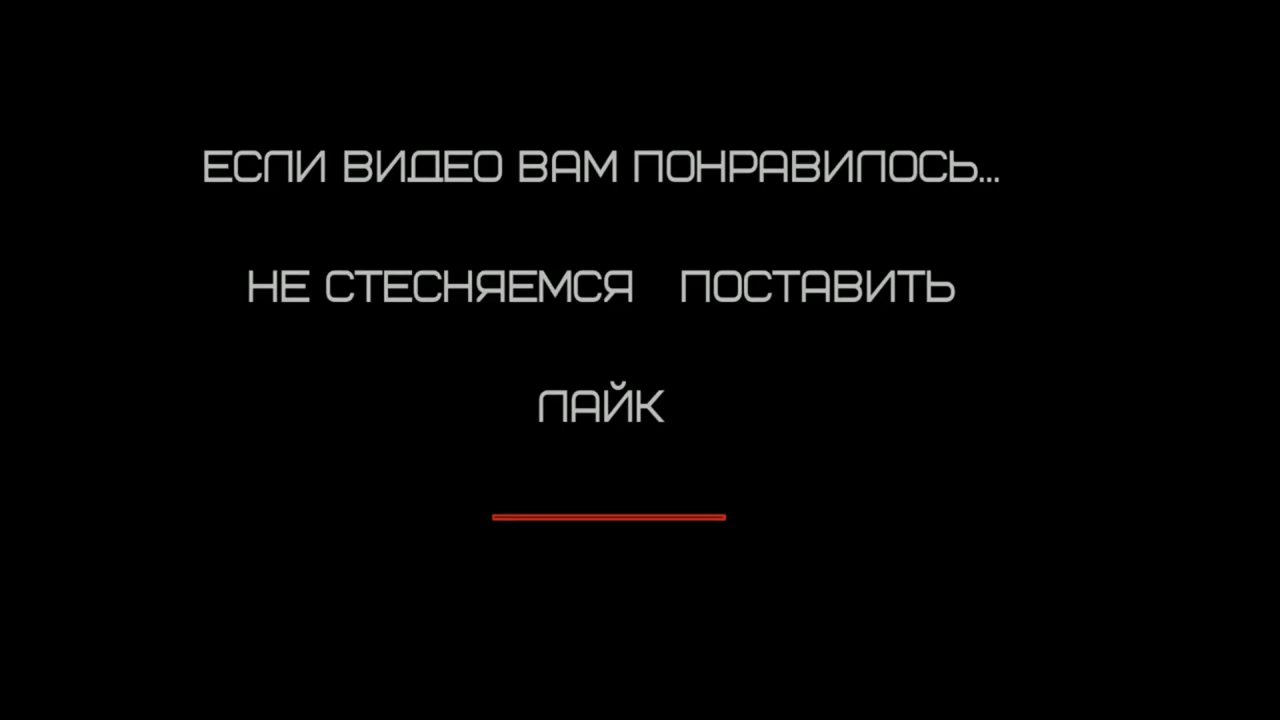 ЕСЛИ ВИДЕО ВАМ ПОНРАВИЛОСЬ...
НЕ СТЕСНЯЕМСЯ ПОСТАВИТЬ
ЛАЙК